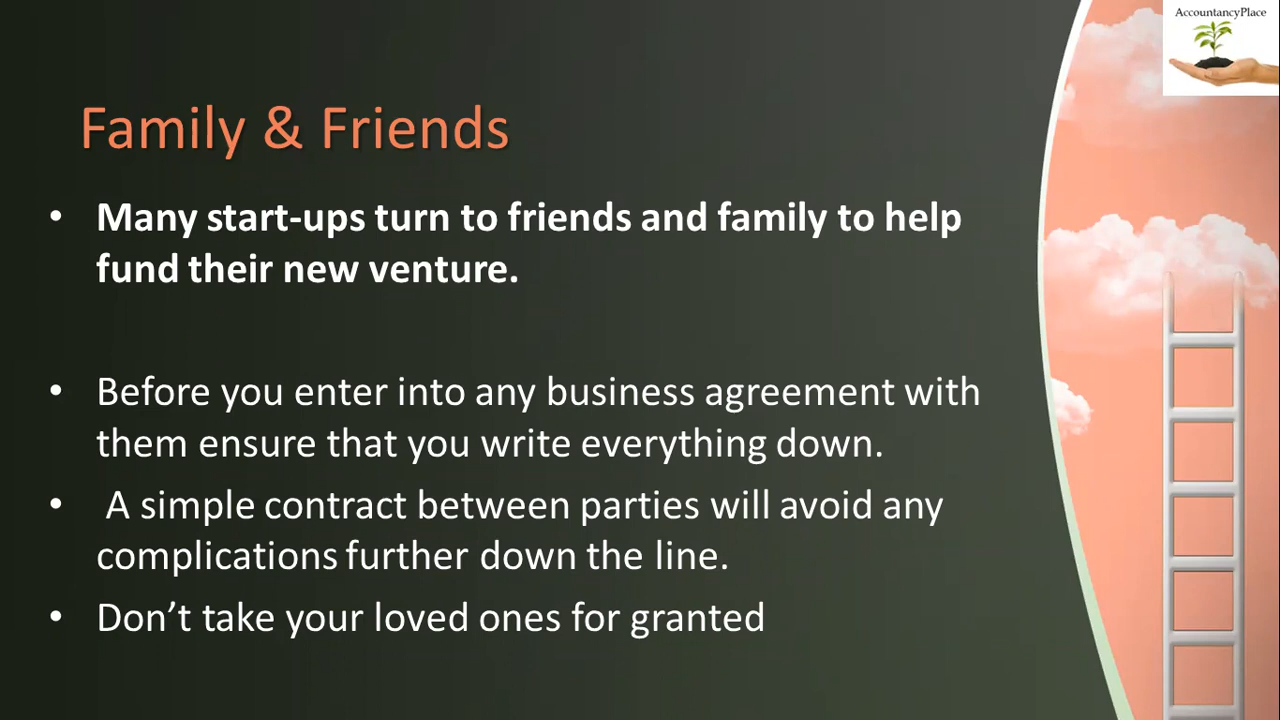 AccountancyPlace
Family & Friends
• Many start-ups turn to friends and family to help
fund their new venture.
• Before you enter into any business agreement with
them ensure that you write everything down.
• A simple contract between parties will avoid any
complications further down the line.
• Don’t take your loved ones for granted